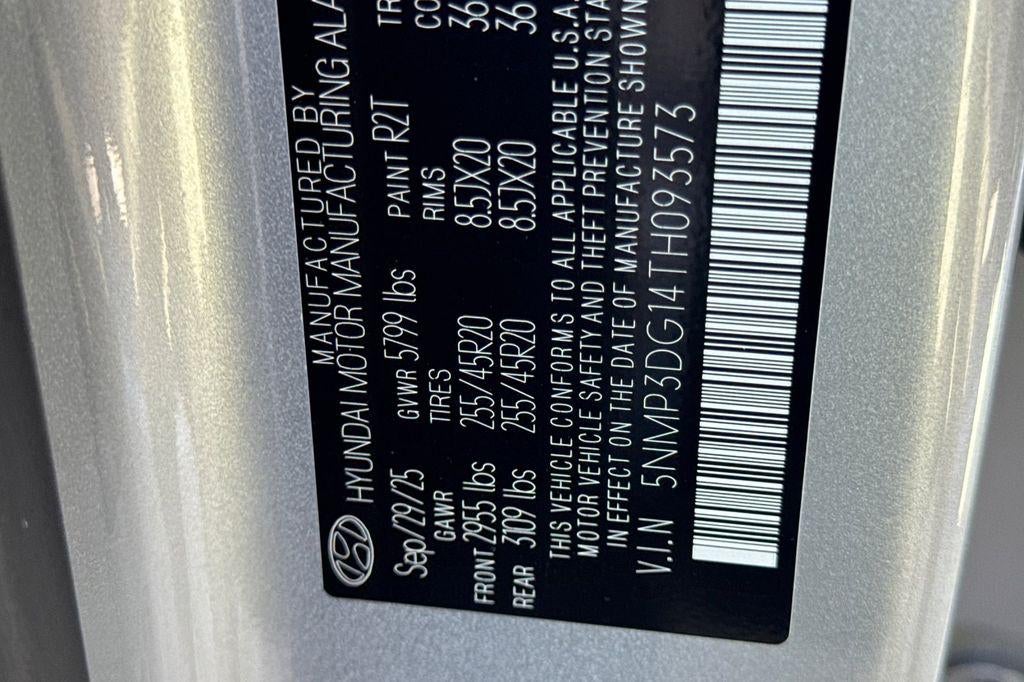 MANUFACTURED BY
HYUNDAI MOTOR MANUFACTURING
Sep/29/25 GVWR 5799 lbs PAINT R2T
GAWR TIRES RIMS
FRONT 2955 lbs 255/45R20 8.5JX20 36
REAR 3109 lbs 255/45R20 8.5JX20 36
THIS VEHICLE CONFORMS TO ALL APPLICABLE U.S.A.
MOTOR VEHICLE SAFETY AND THEFT PREVENTION
IN EFFECT ON THE DATE OF MANUFACTURE SHOWN
V.I.N 5NMP3DG14TH093573